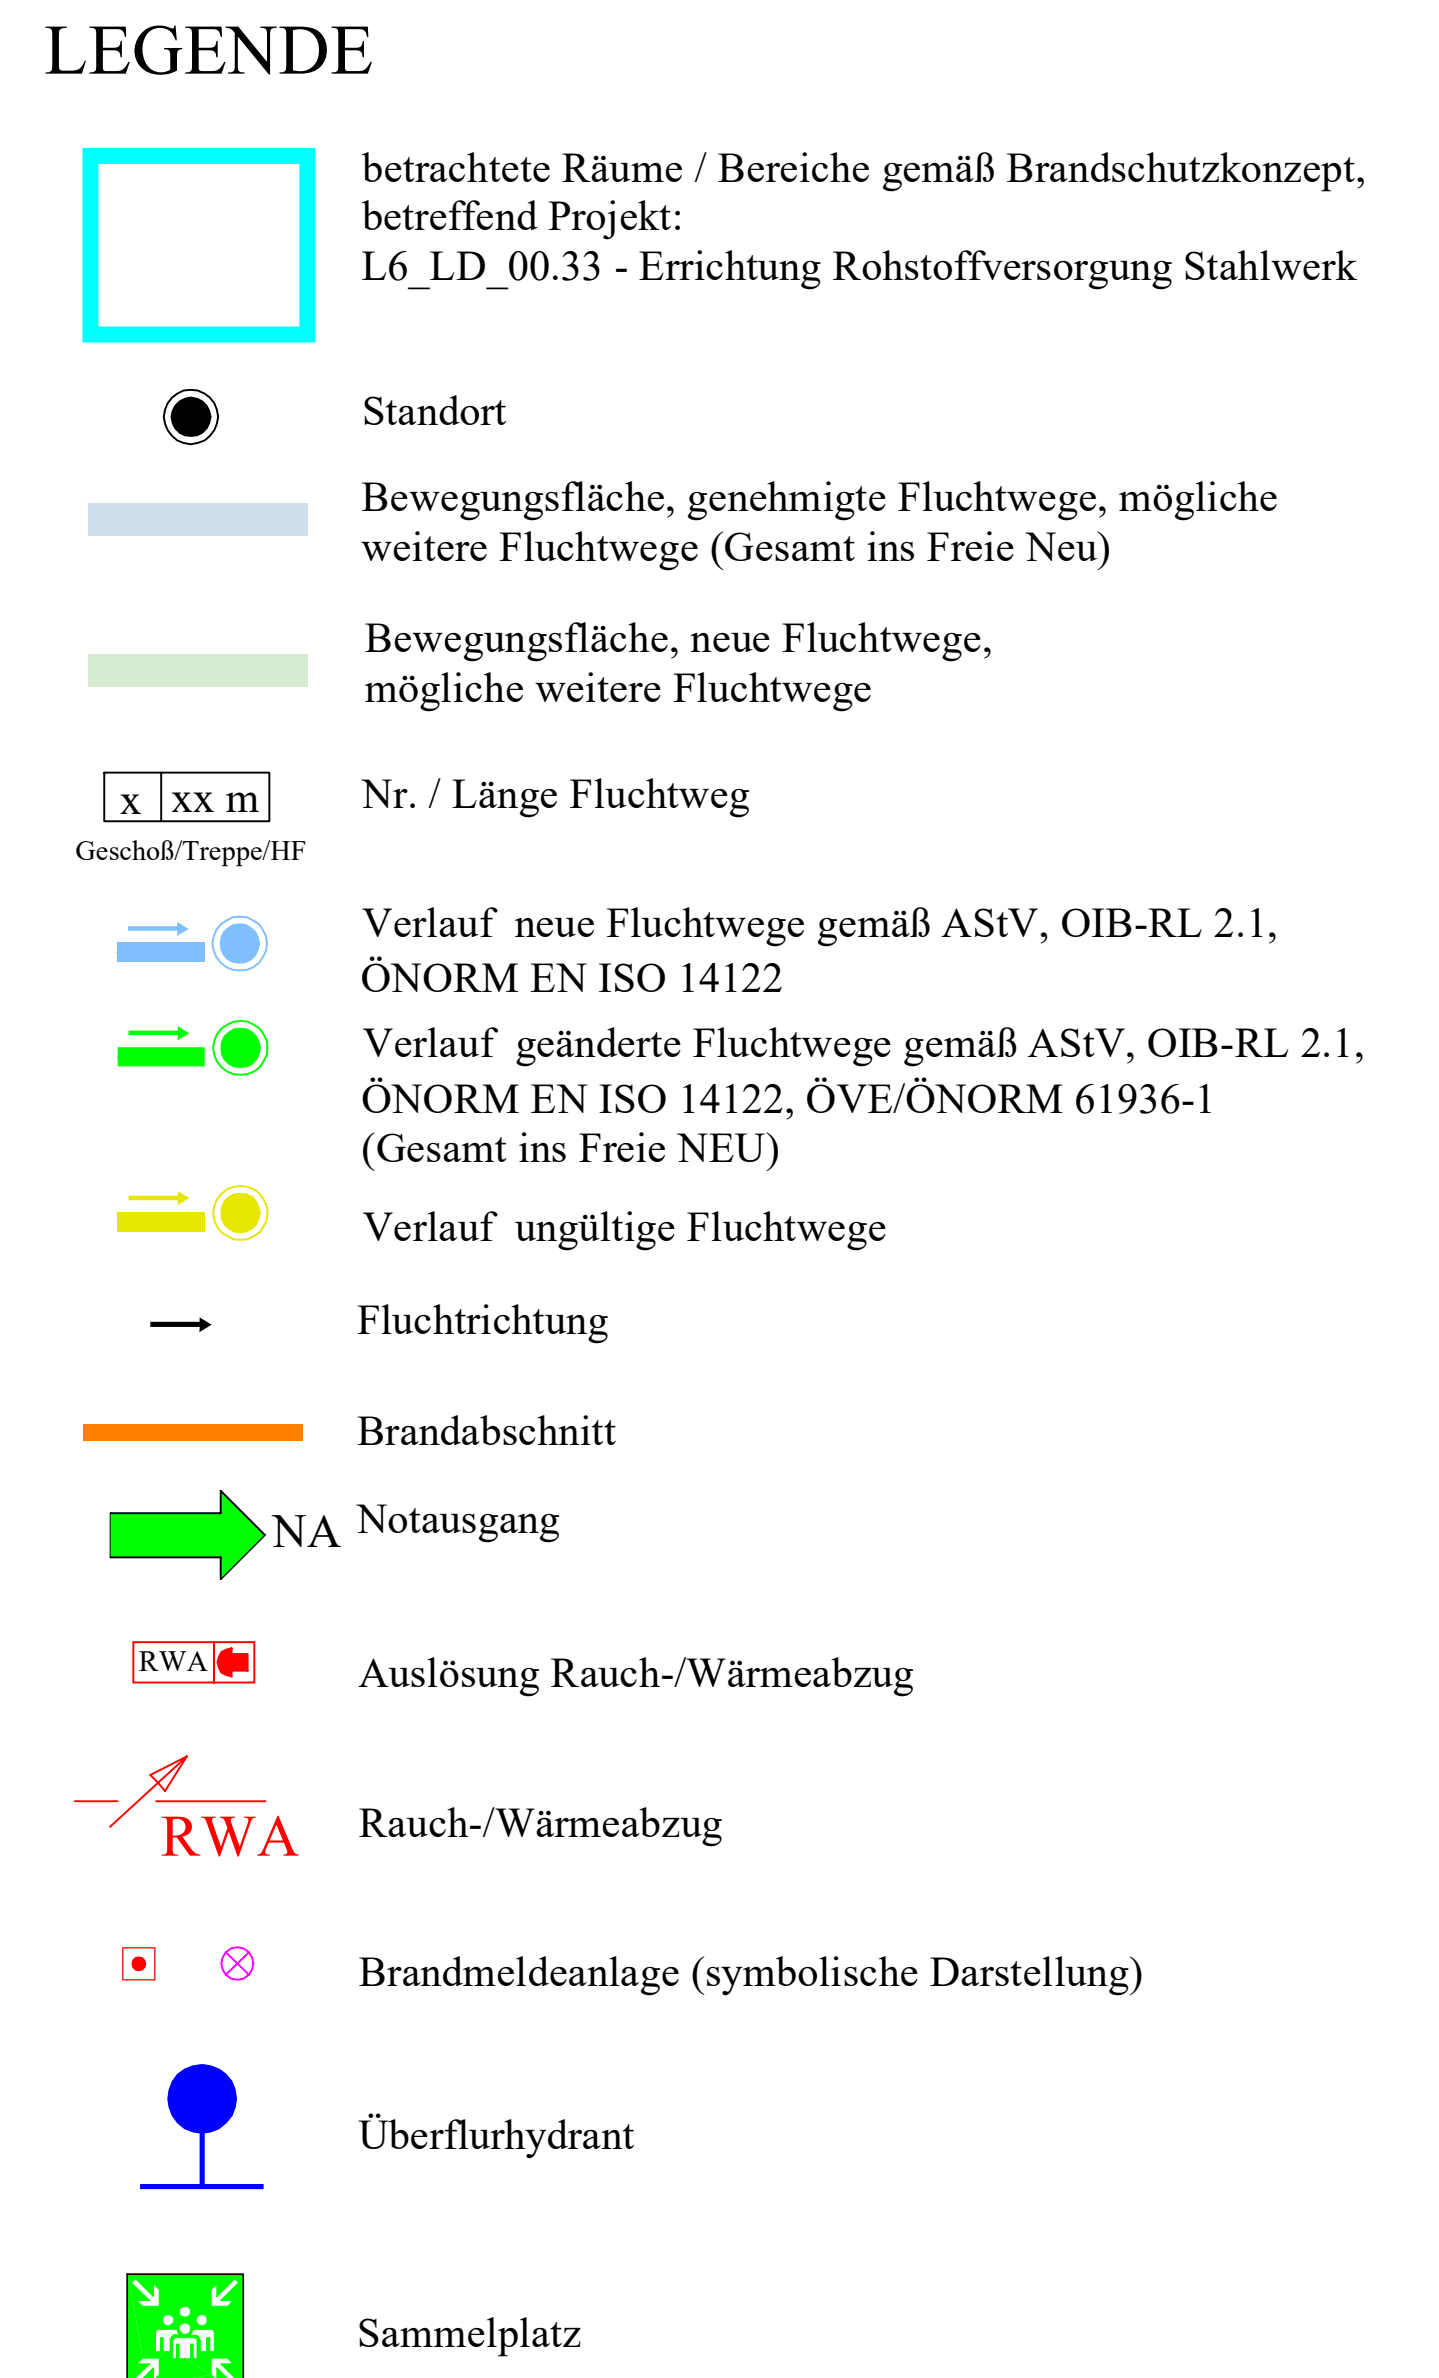 LEGENDE
betrachtete Räume / Bereiche gemäß Brandschutzkonzept,
betreffend Projekt:
L6_LD_00.33 - Errichtung Rohstoffversorgung Stahlwerk
Standort
Bewegungsfläche, genehmigte Fluchtwege, mögliche
weitere Fluchtwege (Gesamt ins Freie Neu)
Bewegungsfläche, neue Fluchtwege,
mögliche weitere Fluchtwege
x xx m Nr. / Länge Fluchtweg
Geschoß/Treppe/HF
Verlauf neue Fluchtwege gemäß AStV, OIB-RL 2.1,
ÖNORM EN ISO 14122
Verlauf geänderte Fluchtwege gemäß AStV, OIB-RL 2.1,
ÖNORM EN ISO 14122, ÖVE/ÖNORM 61936-1
(Gesamt ins Freie NEU)
Verlauf ungültige Fluchtwege
Fluchtrichtung
Brandabschnitt
NA Notausgang
RWA Auslösung Rauch-/Wärmeabzug
RWA Rauch-/Wärmeabzug
Brandmeldeanlage (symbolische Darstellung)
Überflurhydrant
Sammelplatz